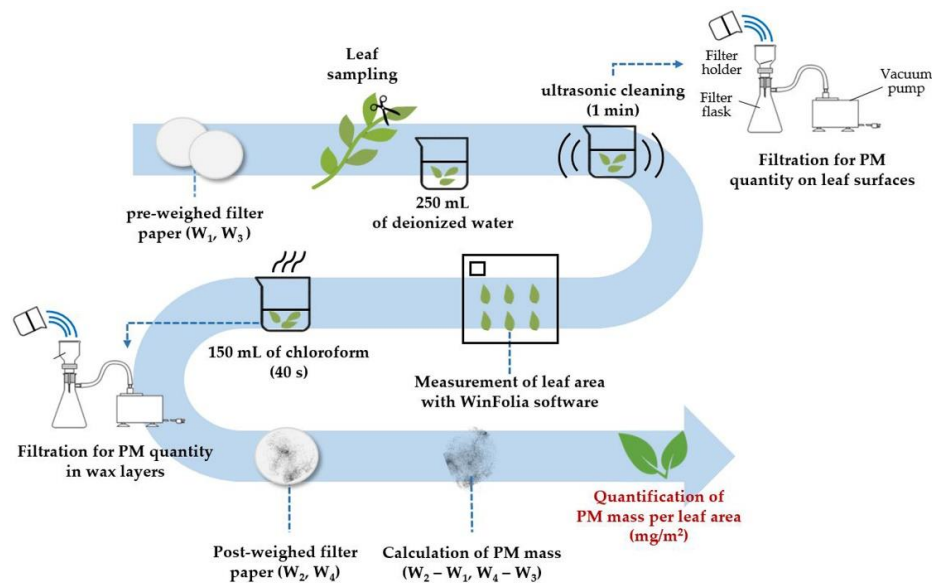 Leaf
sampling
ultrasonic cleaning
(1 min)
Filter
holder
Filter
flask
Vacuum
pump
Filtration for PM
quantity on leaf surfaces
pre-weighed filter
paper (W₁, W₃)
250 mL
of deionized water
150 mL of chloroform
(40 s)
Measurement of leaf area
with WinFolia software
Filtration for PM quantity
in wax layers
Post-weighed filter
paper (W₂, W₄)
Calculation of PM mass
(W₂ – W₁, W₄ – W₃)
Quantification of
PM mass per leaf area
(mg/m²)